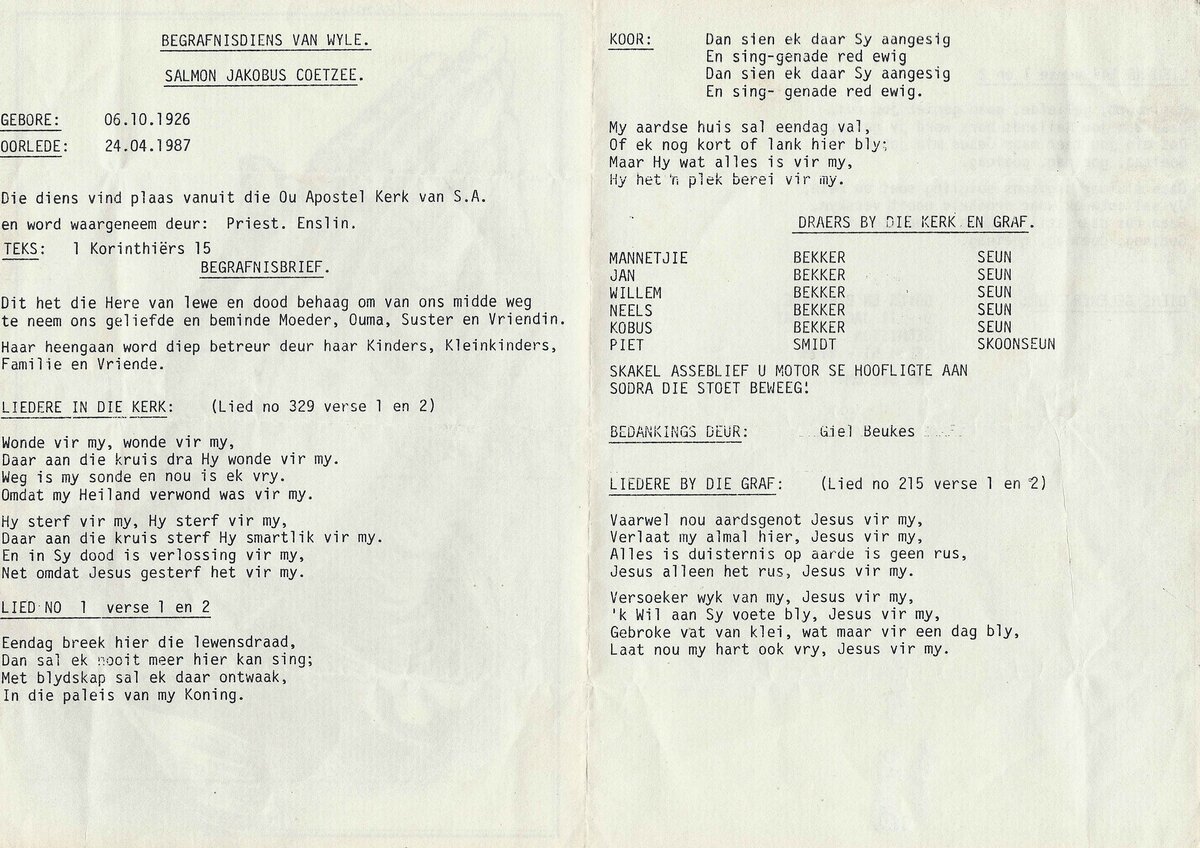 BEGRAFNISDIENS VAN WYLE.
SALMON JAKOBUS COETZEE.
GEBORE: 06.10.1926
OORLEDE: 24.04.1987
Die diens vind plaas vanuit die Ou Apostel Kerk van S.A.
en word waargeneem deur: Priest. Enslin.
TEKS: 1 Korinthiërs 15
BEGRAFNISBRIEF.
Dit het die Here van lewe en dood behaag om van ons midde weg
te neem ons geliefde en beminde Moeder, Ouma, Suster en Vriendin.
Haar heengaan word diep betreur deur haar Kinders, Kleinkinders,
Familie en Vriende.
LIEDERE IN DIE KERK: (Lied no 329 verse 1 en 2)
Wonde vir my, wonde vir my,
Daar aan die kruis dra Hy wonde vir my.
Weg is my sonde en nou is ek vry.
Omdat my Heiland verwond was vir my.
Hy sterf vir my, Hy sterf vir my,
Daar aan die kruis sterf Hy smartlik vir my.
En in Sy dood is verlossing vir my,
Net omdat Jesus gesterf het vir my.
LIED NO 1 verse 1 en 2
Eendag breek hier die lewensdraad,
Dan sal ek nooit meer hier kan sing;
Met blydskap sal ek daar ontwaak,
In die paleis van my Koning.
KOOR: Dan sien ek daar Sy aangesig
En sing-genade red ewig
Dan sien ek daar Sy aangesig
En sing- genade red ewig.
My aardse huis sal eendag val,
Of ek nog kort of lank hier bly;
Maar Hy wat alles is vir my,
Hy het 'n plek berei vir my.
DRAERS BY DIE KERK EN GRAF.
MANNETJIE BEKKER SEUN
JAN BEKKER SEUN
WILLEM BEKKER SEUN
NEELS BEKKER SEUN
KOBUS BEKKER SEUN
PIET SMIDT SKOONSEUN
SKAKEL ASSEBLIEF U MOTOR SE HOOFLIGTE AAN
SODRA DIE STOET BEWEEG!
BEDANKINGS DEUR: Giel Beukes
LIEDERE BY DIE GRAF: (Lied no 215 verse 1 en 2)
Vaarwel nou aardsgenot Jesus vir my,
Verlaat my almal hier, Jesus vir my,
Alles is duisternis op aarde is geen rus,
Jesus alleen het rus, Jesus vir my.
Versoeker wyk van my, Jesus vir my,
'k Wil aan Sy voete bly, Jesus vir my,
Gebroke vat van klei, wat maar vir een dag bly,
Laat nou my hart ook vry, Jesus vir my.